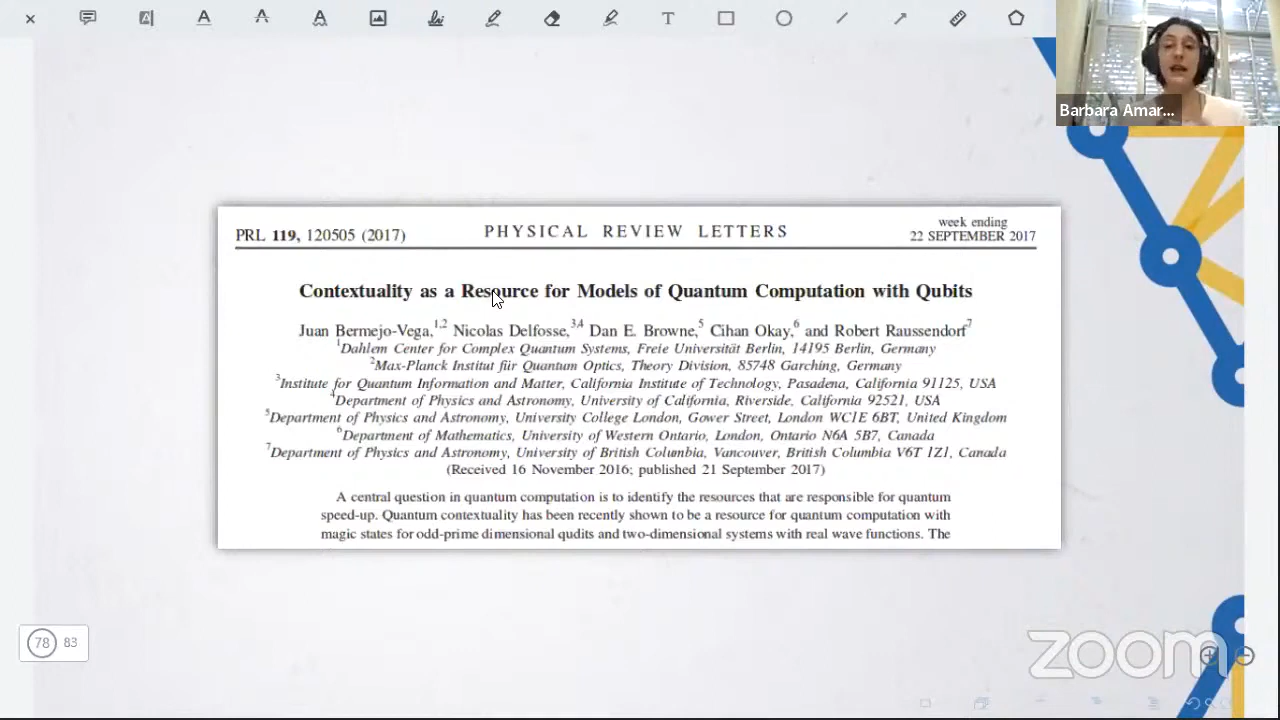 Barbara Amar...
PRL 119, 120505 (2017)
PHYSICAL REVIEW LETTERS
week ending
22 SEPTEMBER 2017
Contextuality as a Resource for Models of Quantum Computation with Qubits
Juan Bermejo-Vega,1,2 Nicolas Delfosse,3,4 Dan E. Browne,5 Cihan Okay,6 and Robert Raussendorf7
1Dahlem Center for Complex Quantum Systems, Freie Universität Berlin, 14195 Berlin, Germany
2Max-Planck Institut für Quantum Optics, Theory Division, 85748 Garching, Germany
3Institute for Quantum Information and Matter, California Institute of Technology, Pasadena, California 91125, USA
4Department of Physics and Astronomy, University of California, Riverside, California 92521, USA
5Department of Physics and Astronomy, University College London, Gower Street, London WC1E 6BT, United Kingdom
6Department of Mathematics, University of Western Ontario, London, Ontario N6A 5B7, Canada
7Department of Physics and Astronomy, University of British Columbia, Vancouver, British Columbia V6T 1Z1, Canada
(Received 16 November 2016; published 21 September 2017)
A central question in quantum computation is to identify the resources that are responsible for quantum
speed-up. Quantum contextuality has been recently shown to be a resource for quantum computation with
magic states for odd-prime dimensional qudits and two-dimensional systems with real wave functions. The
78 83
zoom